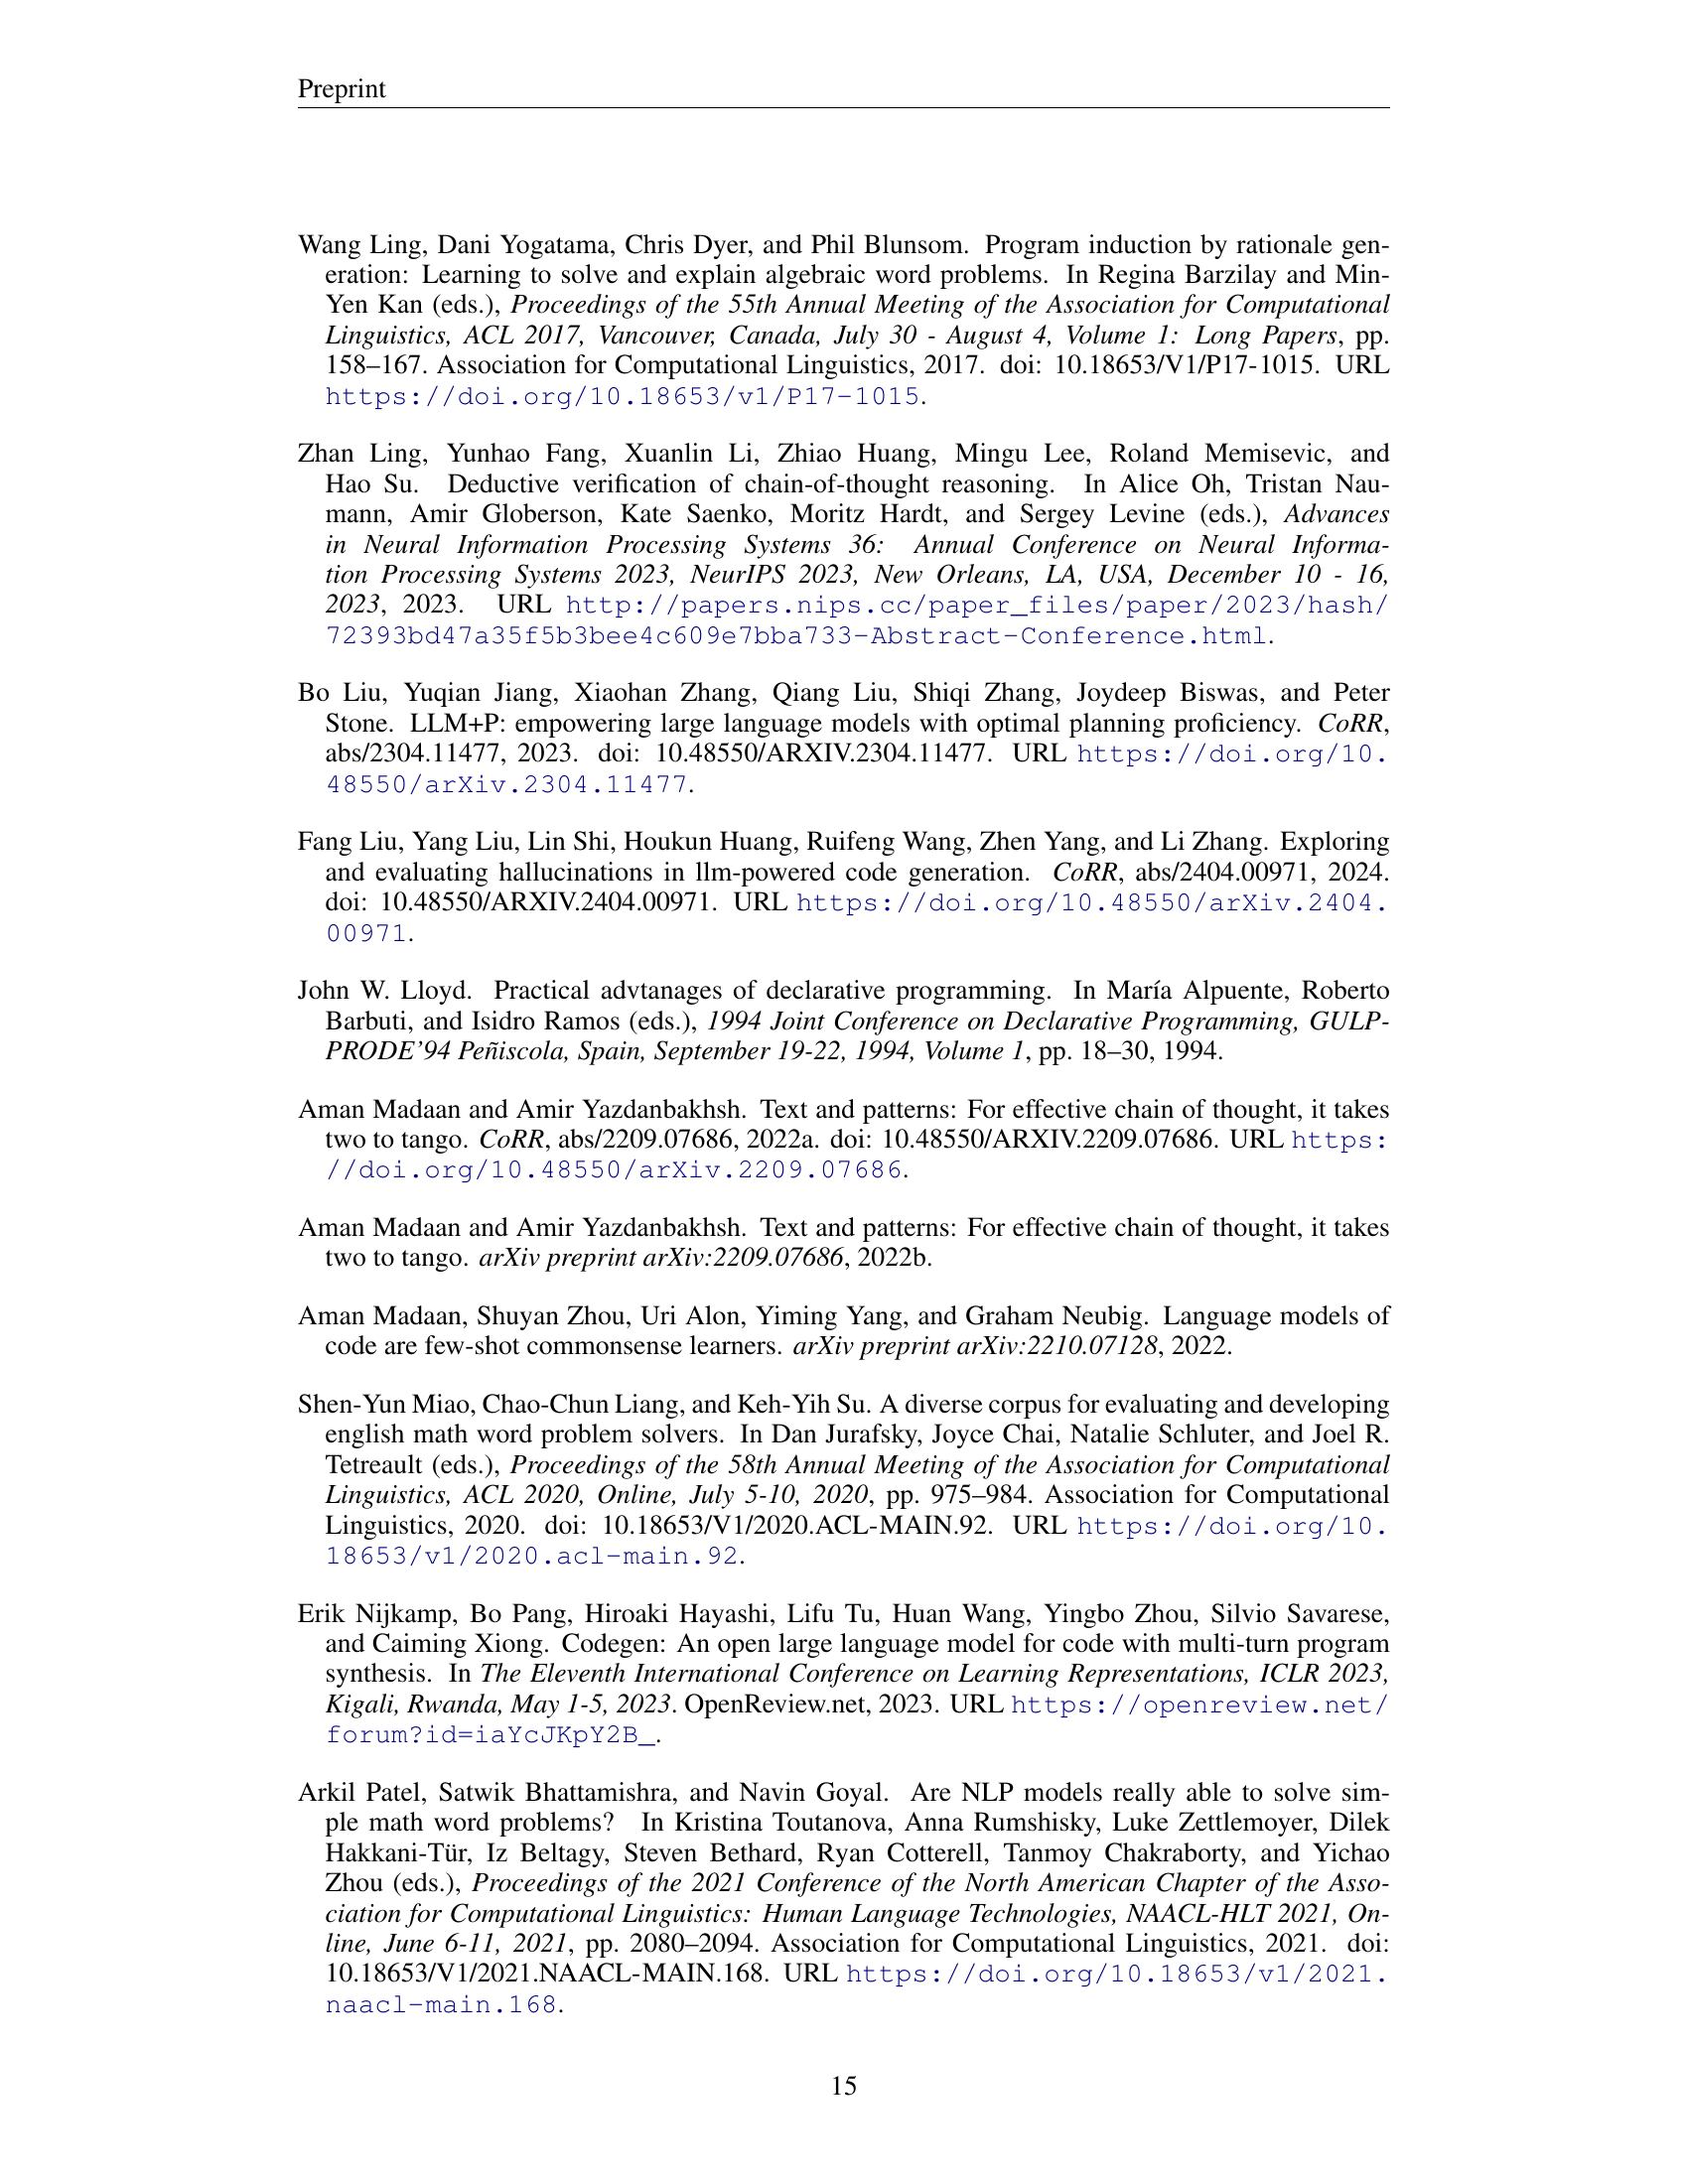 Preprint
Wang Ling, Dani Yogatama, Chris Dyer, and Phil Blunsom. Program induction by rationale gen-
eration: Learning to solve and explain algebraic word problems. In Regina Barzilay and Min-
Yen Kan (eds.), Proceedings of the 55th Annual Meeting of the Association for Computational
Linguistics, ACL 2017, Vancouver, Canada, July 30 - August 4, Volume 1: Long Papers, pp.
158–167. Association for Computational Linguistics, 2017. doi: 10.18653/V1/P17-1015. URL
https://doi.org/10.18653/v1/P17-1015.
Zhan Ling, Yunhao Fang, Xuanlin Li, Zhiao Huang, Mingu Lee, Roland Memisevic, and
Hao Su. Deductive verification of chain-of-thought reasoning. In Alice Oh, Tristan Nau-
mann, Amir Globerson, Kate Saenko, Moritz Hardt, and Sergey Levine (eds.), Advances
in Neural Information Processing Systems 36: Annual Conference on Neural Informa-
tion Processing Systems 2023, NeurIPS 2023, New Orleans, LA, USA, December 10 - 16,
2023, 2023. URL http://papers.nips.cc/paper_files/paper/2023/hash/
72393bd47a35f5b3bee4c609e7bba733-Abstract-Conference.html.
Bo Liu, Yuqian Jiang, Xiaohan Zhang, Qiang Liu, Shiqi Zhang, Joydeep Biswas, and Peter
Stone. LLM+P: empowering large language models with optimal planning proficiency. CoRR,
abs/2304.11477, 2023. doi: 10.48550/ARXIV.2304.11477. URL https://doi.org/10.
48550/arXiv.2304.11477.
Fang Liu, Yang Liu, Lin Shi, Houkun Huang, Ruifeng Wang, Zhen Yang, and Li Zhang. Exploring
and evaluating hallucinations in llm-powered code generation. CoRR, abs/2404.00971, 2024.
doi: 10.48550/ARXIV.2404.00971. URL https://doi.org/10.48550/arXiv.2404.
00971.
John W. Lloyd. Practical advtanages of declarative programming. In María Alpuente, Roberto
Barbuti, and Isidro Ramos (eds.), 1994 Joint Conference on Declarative Programming, GULP-
PRODE'94 Peñiscola, Spain, September 19-22, 1994, Volume 1, pp. 18–30, 1994.
Aman Madaan and Amir Yazdanbakhsh. Text and patterns: For effective chain of thought, it takes
two to tango. CoRR, abs/2209.07686, 2022a. doi: 10.48550/ARXIV.2209.07686. URL https:
//doi.org/10.48550/arXiv.2209.07686.
Aman Madaan and Amir Yazdanbakhsh. Text and patterns: For effective chain of thought, it takes
two to tango. arXiv preprint arXiv:2209.07686, 2022b.
Aman Madaan, Shuyan Zhou, Uri Alon, Yiming Yang, and Graham Neubig. Language models of
code are few-shot commonsense learners. arXiv preprint arXiv:2210.07128, 2022.
Shen-Yun Miao, Chao-Chun Liang, and Keh-Yih Su. A diverse corpus for evaluating and developing
english math word problem solvers. In Dan Jurafsky, Joyce Chai, Natalie Schluter, and Joel R.
Tetreault (eds.), Proceedings of the 58th Annual Meeting of the Association for Computational
Linguistics, ACL 2020, Online, July 5-10, 2020, pp. 975–984. Association for Computational
Linguistics, 2020. doi: 10.18653/V1/2020.ACL-MAIN.92. URL https://doi.org/10.
18653/v1/2020.acl-main.92.
Erik Nijkamp, Bo Pang, Hiroaki Hayashi, Lifu Tu, Huan Wang, Yingbo Zhou, Silvio Savarese,
and Caiming Xiong. Codegen: An open large language model for code with multi-turn program
synthesis. In The Eleventh International Conference on Learning Representations, ICLR 2023,
Kigali, Rwanda, May 1-5, 2023. OpenReview.net, 2023. URL https://openreview.net/
forum?id=iaYcJKpY2B_.
Arkil Patel, Satwik Bhattamishra, and Navin Goyal. Are NLP models really able to solve sim-
ple math word problems? In Kristina Toutanova, Anna Rumshisky, Luke Zettlemoyer, Dilek
Hakkani-Tür, Iz Beltagy, Steven Bethard, Ryan Cotterell, Tanmoy Chakraborty, and Yichao
Zhou (eds.), Proceedings of the 2021 Conference of the North American Chapter of the Asso-
ciation for Computational Linguistics: Human Language Technologies, NAACL-HLT 2021, On-
line, June 6-11, 2021, pp. 2080–2094. Association for Computational Linguistics, 2021. doi:
10.18653/V1/2021.NAACL-MAIN.168. URL https://doi.org/10.18653/v1/2021.
naacl-main.168.
15